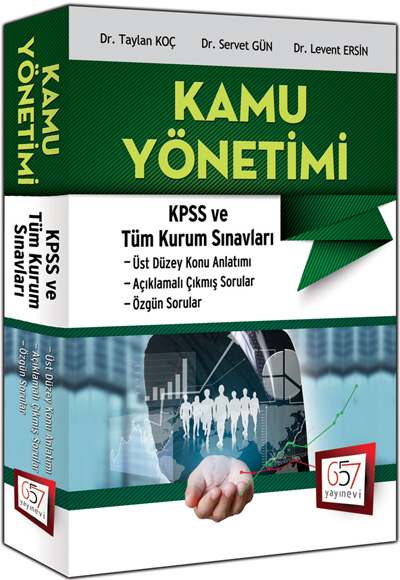 Dr. Taylan KOÇ Dr. Servet GÜN Dr. Levent ERSİN
KAMU
YÖNETİMİ
KPSS ve
Tüm Kurum Sınavları
– Üst Düzey Konu Anlatımı
– Açıklamalı Çıkmış Sorular
– Özgün Sorular
657
yayınevi
KAMU
YÖNETİMİ
KPSS ve
Tüm Kurum
Sınavları
– Üst Düzey Konu Anlatımı
– Açıklamalı Çıkmış Sorular
– Özgün Sorular
657
yayınevi